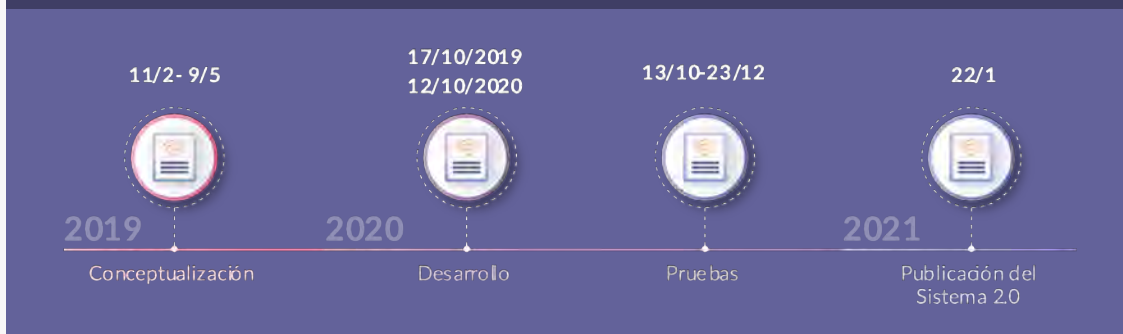 11/2- 9/5
17/10/2019
12/10/2020
13/10-23/12
22/1
2019
2020
2021
Conceptualización
Desarrollo
Pruebas
Publicación del
Sistema 2.0